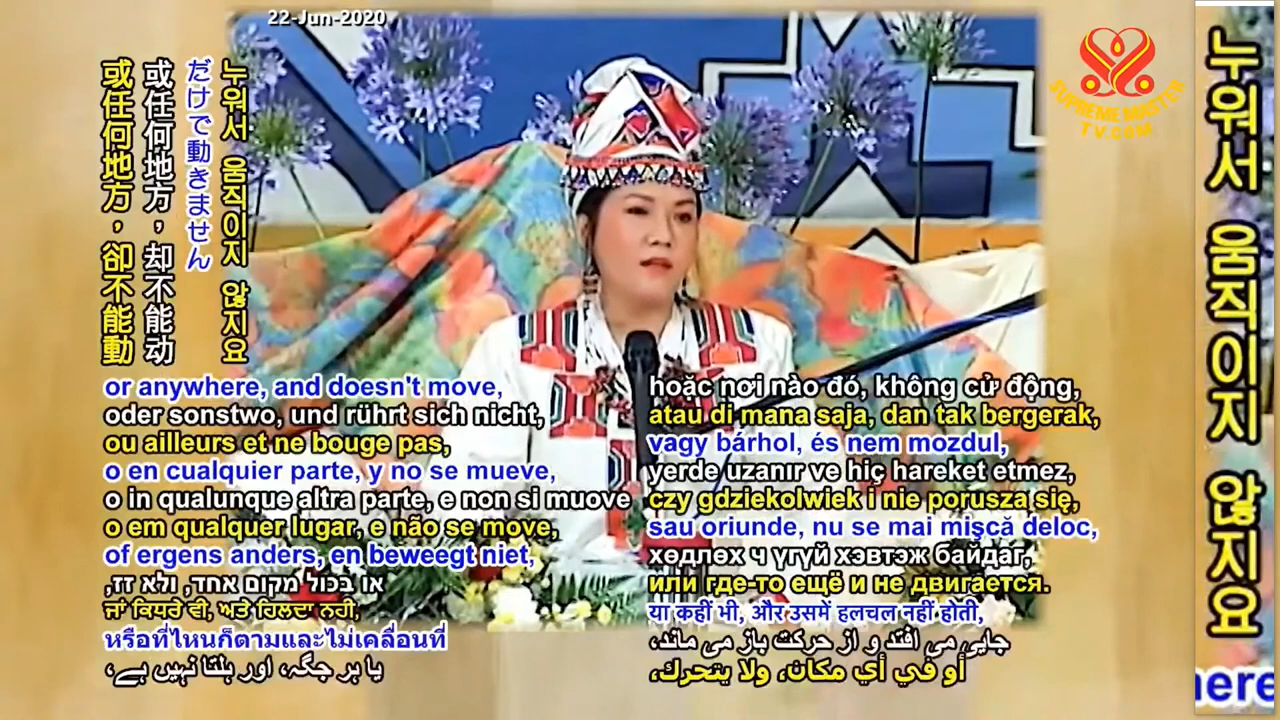 22-Jun-2020
SUPREME MASTER
TV.COM
누워서 움직이지 않지요
だけで動きません
或任何地方，却不能动
或任何地方，卻不能動
or anywhere, and doesn't move,
oder sonstwo, und rührt sich nicht,
ou ailleurs et ne bouge pas,
o en cualquier parte, y no se mueve,
o in qualunque altra parte, e non si muove
o em qualquer lugar, e não se move,
of ergens anders, en beweegt niet,
או בכול מקום אחר, ולא זז,
ਜਾਂ ਕਿਧਰੇ ਵੀ, ਅਤੇ ਹਿਲਦਾ ਨਹੀ,
หรือที่ไหนก็ตามและไม่เคลื่อนที่
یا ہر جگہ، اور ہلتا نہیں ہے،
hoặc nơi nào đó, không cử động,
atau di mana saja, dan tak bergerak,
vagy bárhol, és nem mozdul,
yerde uzanır ve hiç hareket etmez,
czy gdziekolwiek i nie porusza się,
sau oriunde, nu se mai mişcă deloc,
хөдлөх ч үгүй хэвтэж байдаг,
или где-то ещё и не двигается.
या कहीं भी, और उसमें हलचल नहीं होती,
جایی می افتد و از حرکت باز می ماند،
أو في أي مكان، ولا يتحرك،
누워서 움직이지 않지요
here